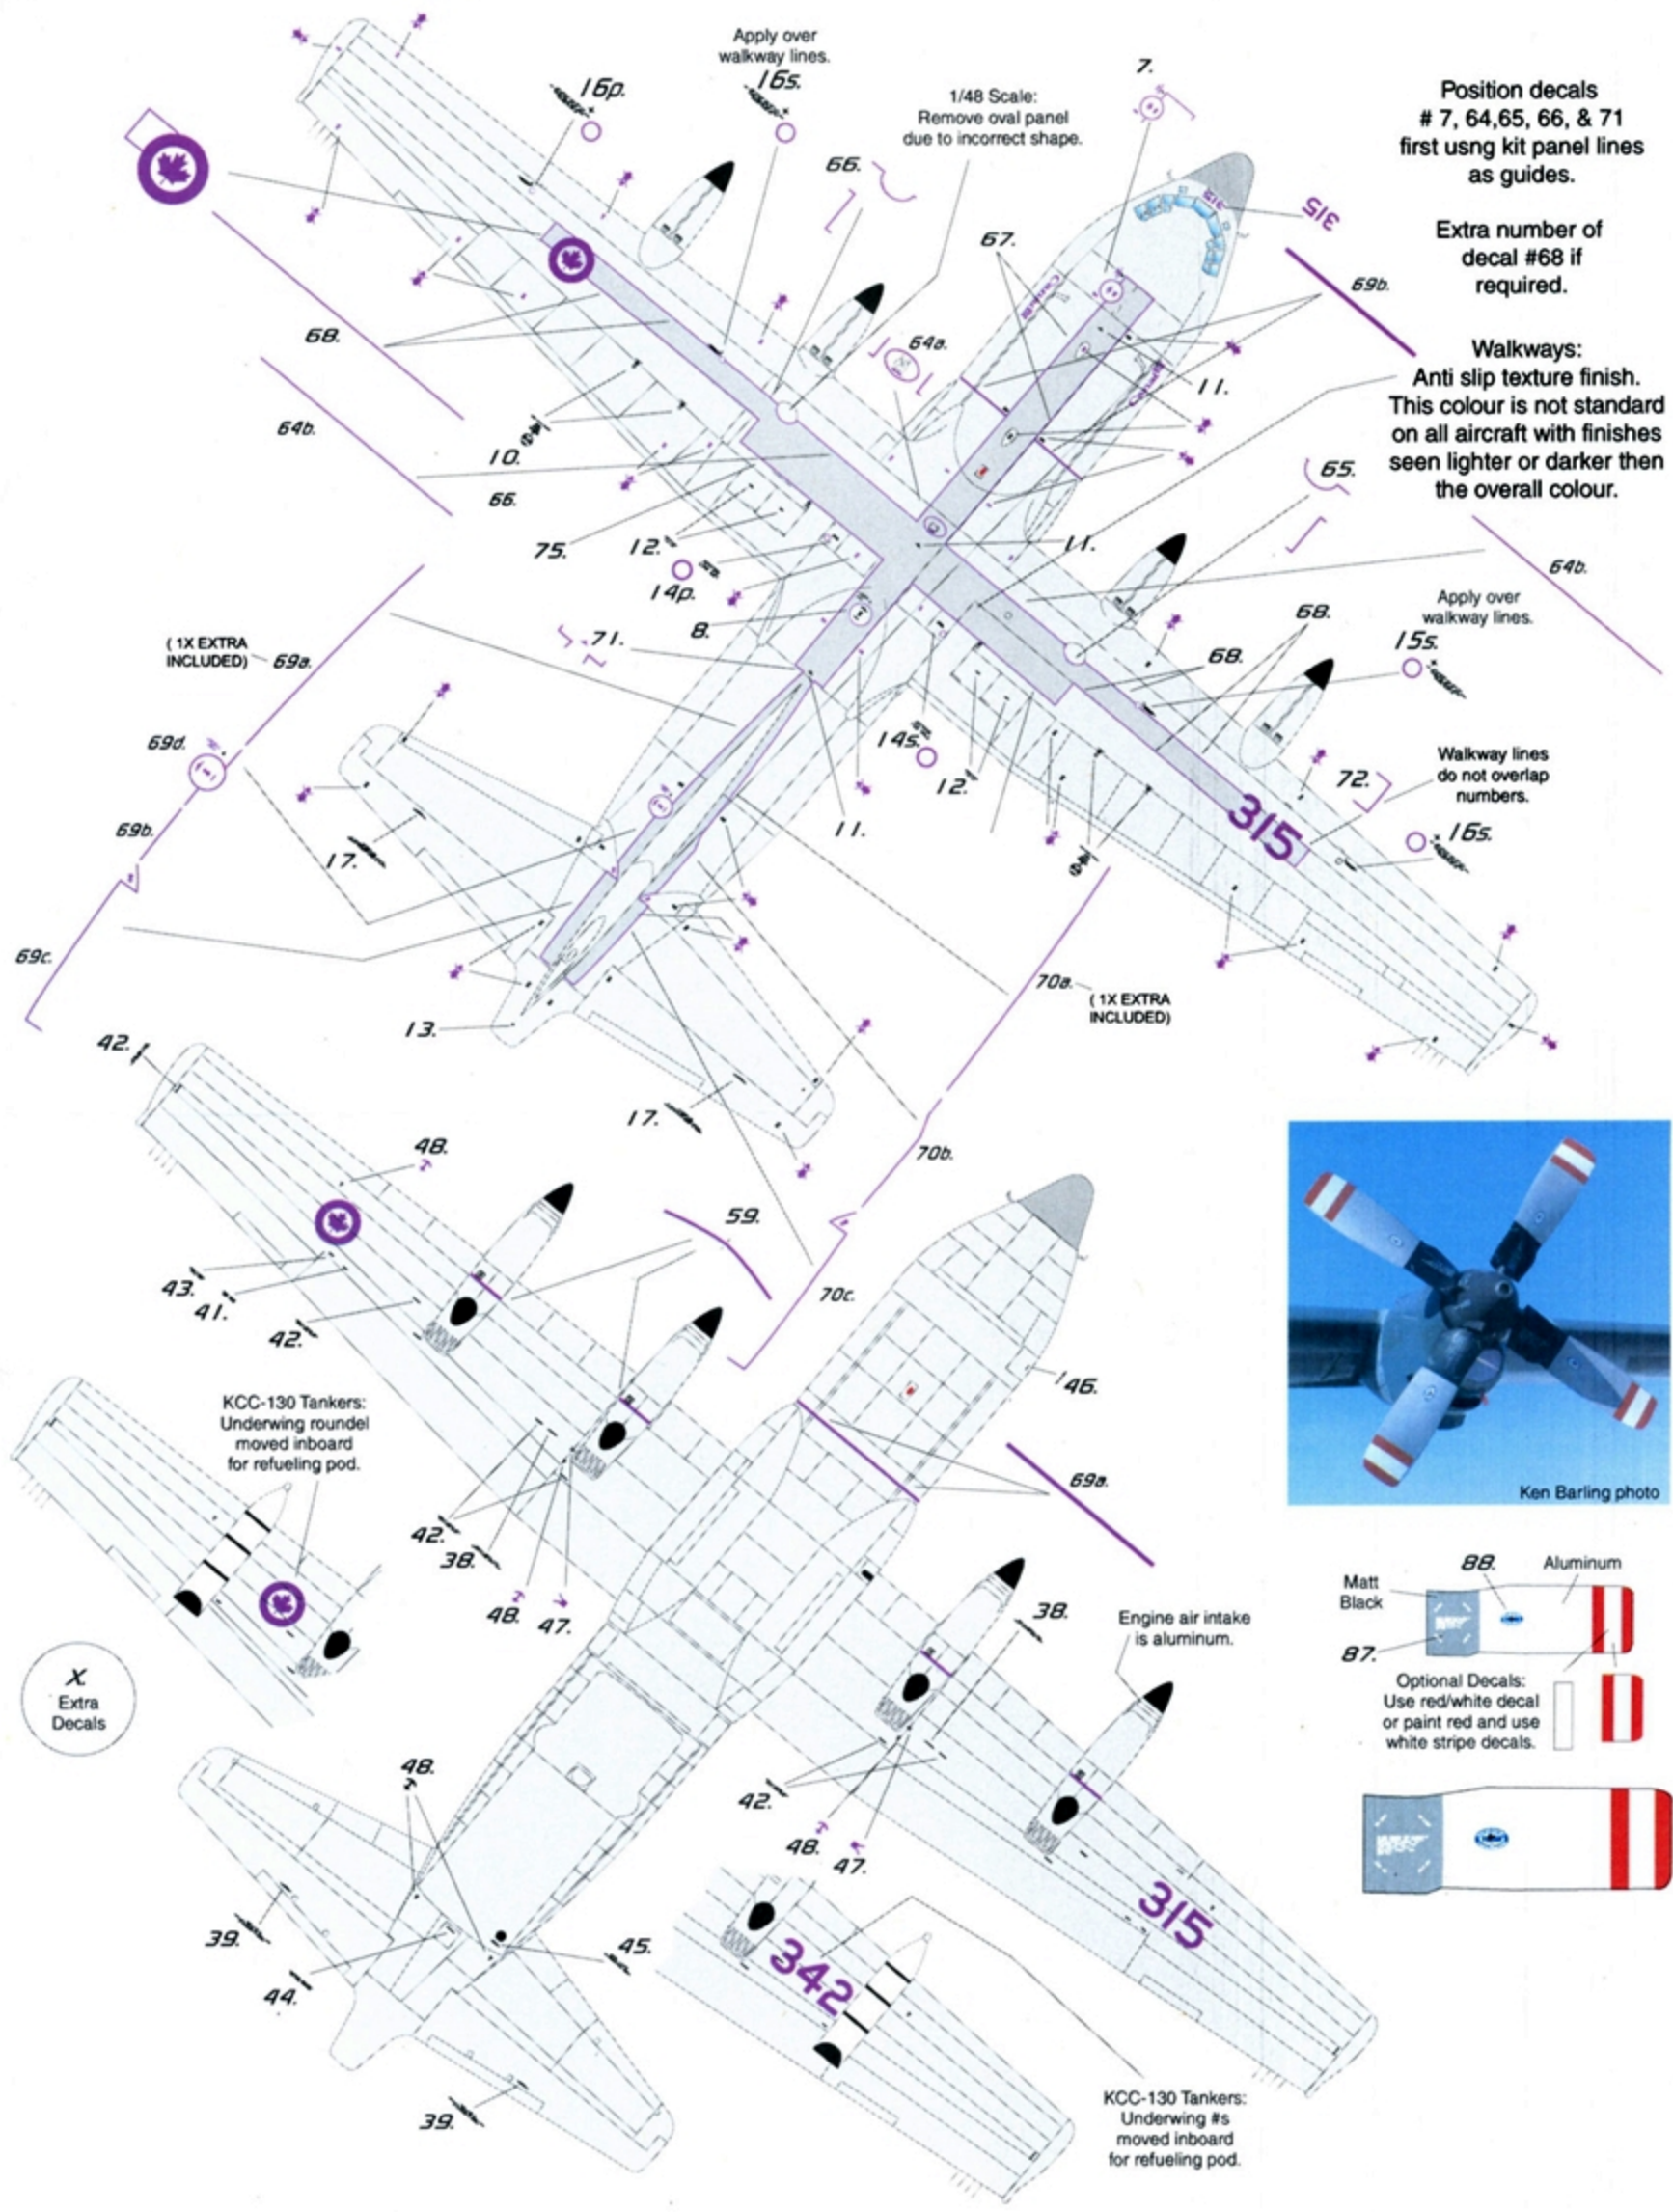 Apply over
walkway lines.
16p.
16s.
7.
1/48 Scale:
Remove oval panel
due to incorrect shape.
66.
Position decals
# 7, 64,65, 66, & 71
first usng kit panel lines
as guides.
Extra number of
decal #68 if
required.
315
315
67.
69b.
68.
64a.
Walkways:
Anti slip texture finish.
This colour is not standard
on all aircraft with finishes
seen lighter or darker then
the overall colour.
11.
64b.
10.
66.
65.
75.
12.
11.
14p.
64b.
8.
71.
Apply over
walkway lines.
68.
15s.
( 1X EXTRA
INCLUDED)
69a.
68.
69d.
14s.
12.
72.
Walkway lines
do not overlap
numbers.
315
16s.
69b.
17.
11.
69c.
70a.
( 1X EXTRA
INCLUDED)
13.
42.
17.
70b.
48.
59.
43.
41.
42.
70c.
46.
KCC-130 Tankers:
Underwing roundel
moved inboard
for refueling pod.
69a.
Ken Barling photo
42.
38.
48.
47.
38.
Engine air intake
is aluminum.
88.
Aluminum
Matt
Black
87.
Optional Decals:
Use red/white decal
or paint red and use
white stripe decals.
X.
Extra
Decals
48.
42.
48.
47.
315
39.
44.
45.
342
39.
KCC-130 Tankers:
Underwing #s
moved inboard
for refueling pod.